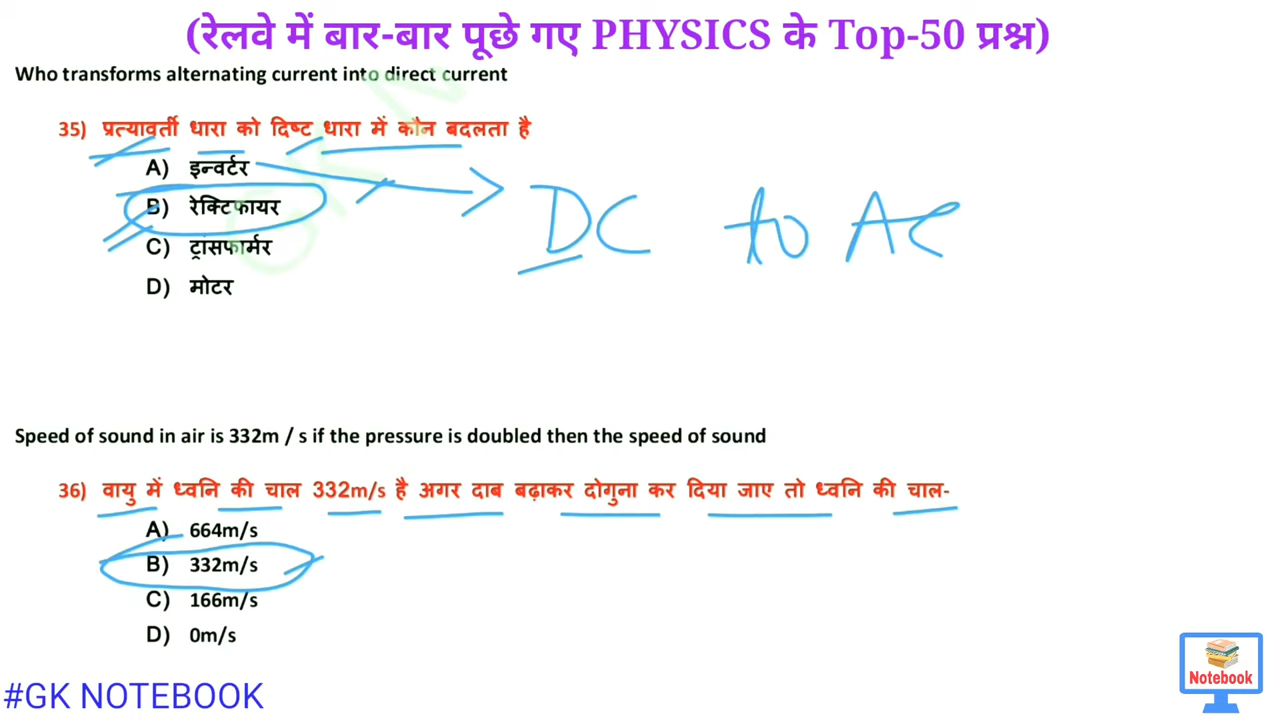 (रेलवे में बार-बार पूछे गए PHYSICS के Top-50 प्रश्न)
Who transforms alternating current into direct current
35) प्रत्यावर्ती धारा को दिष्ट धारा में कौन बदलता है
A) इन्वर्टर
B) रेक्टिफायर
DC to AC
C) ट्रांसफार्मर
D) मोटर
Speed of sound in air is 332m / s if the pressure is doubled then the speed of sound
36) वायु में ध्वनि की चाल 332m/s है अगर दाब बढ़ाकर दोगुना कर दिया जाए तो ध्वनि की चाल-
A) 664m/s
B) 332m/s
C) 166m/s
D) 0m/s
#GK NOTEBOOK
Notebook